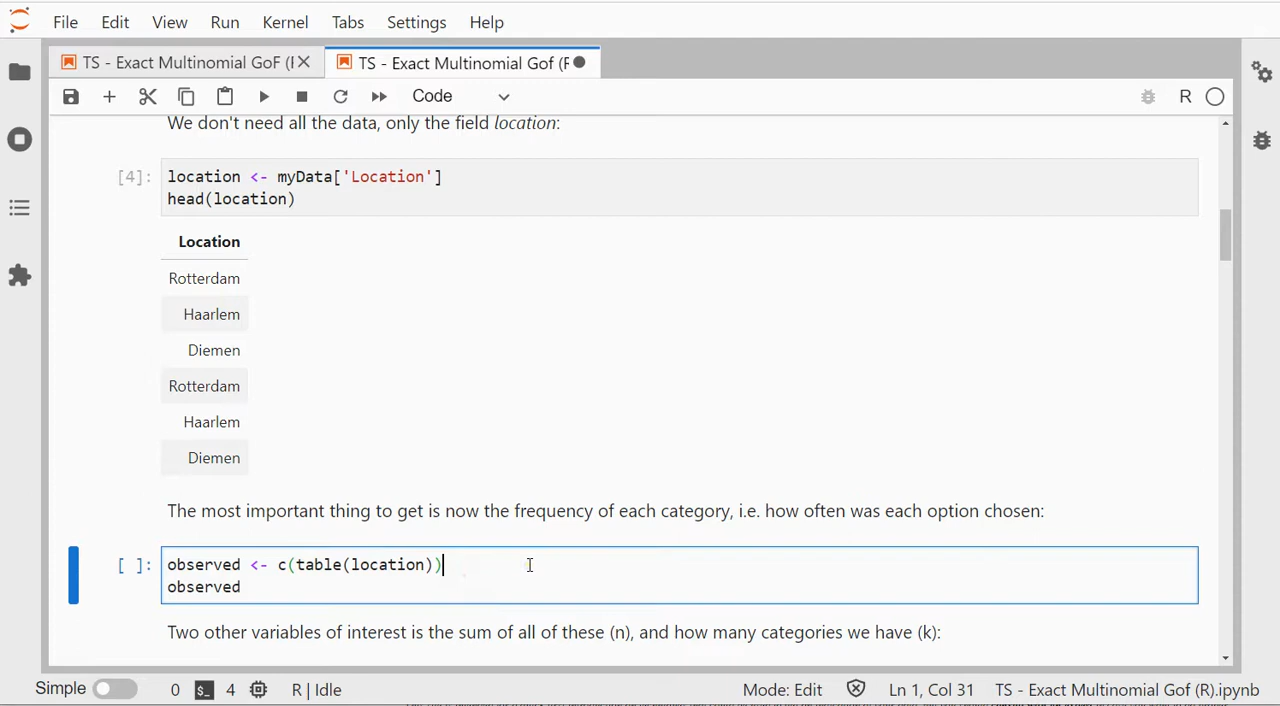 File Edit View Run Kernel Tabs Settings Help
TS - Exact Multinomial GoF (I
TS - Exact Multinomial Gof (F
Code
R
We don't need all the data, only the field location:
[4]:
location <- myData['Location']
head(location)
Location
Rotterdam
Haarlem
Diemen
Rotterdam
Haarlem
Diemen
The most important thing to get is now the frequency of each category, i.e. how often was each option chosen:
[ ]:
observed <- c(table(location))
observed
Two other variables of interest is the sum of all of these (n), and how many categories we have (k):
Simple 0 4 R | Idle Mode: Edit Ln 1, Col 31 TS - Exact Multinomial Gof (R).ipynb